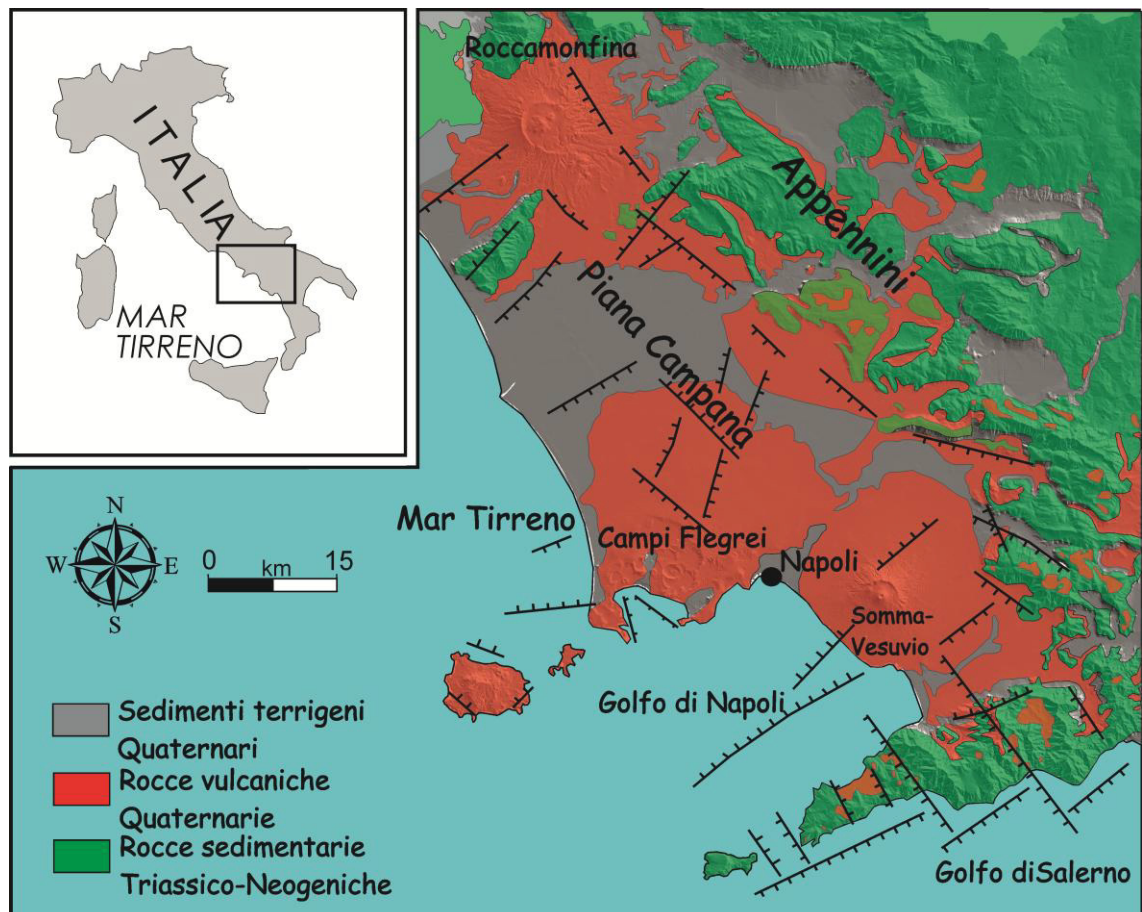 ITALIA
MAR
TIRRENO
Roccamonfina
Appennini
Piana Campana
Mar Tirreno
Campi Flegrei
Napoli
Somma-
Vesuvio
Golfo di Napoli
Golfo diSalerno
N
W
E
S
0
km
15
Sedimenti terrigeni
Quaternari
Rocce vulcaniche
Quaternarie
Rocce sedimentarie
Triassico-Neogeniche